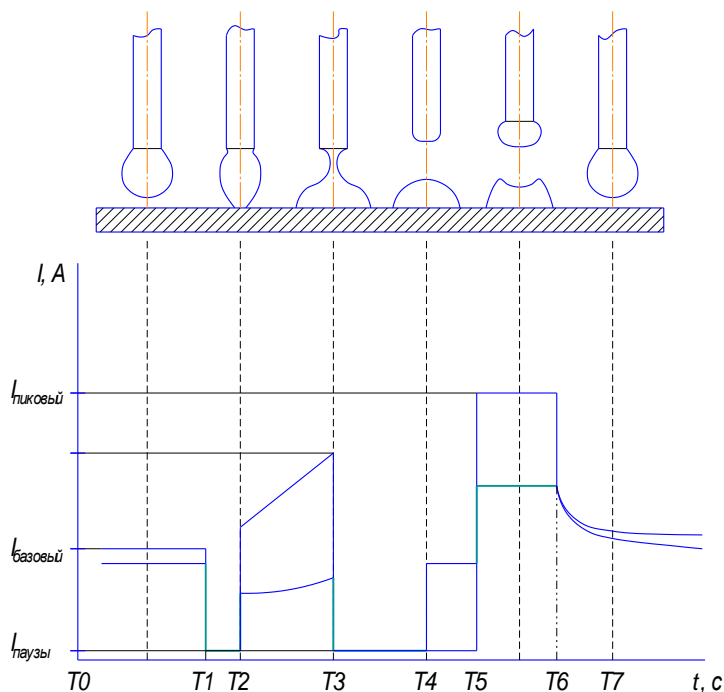 I, А
Iпиковый
Iбазовый
Iпаузы
T0 T1 T2 T3 T4 T5 T6 T7 t, с